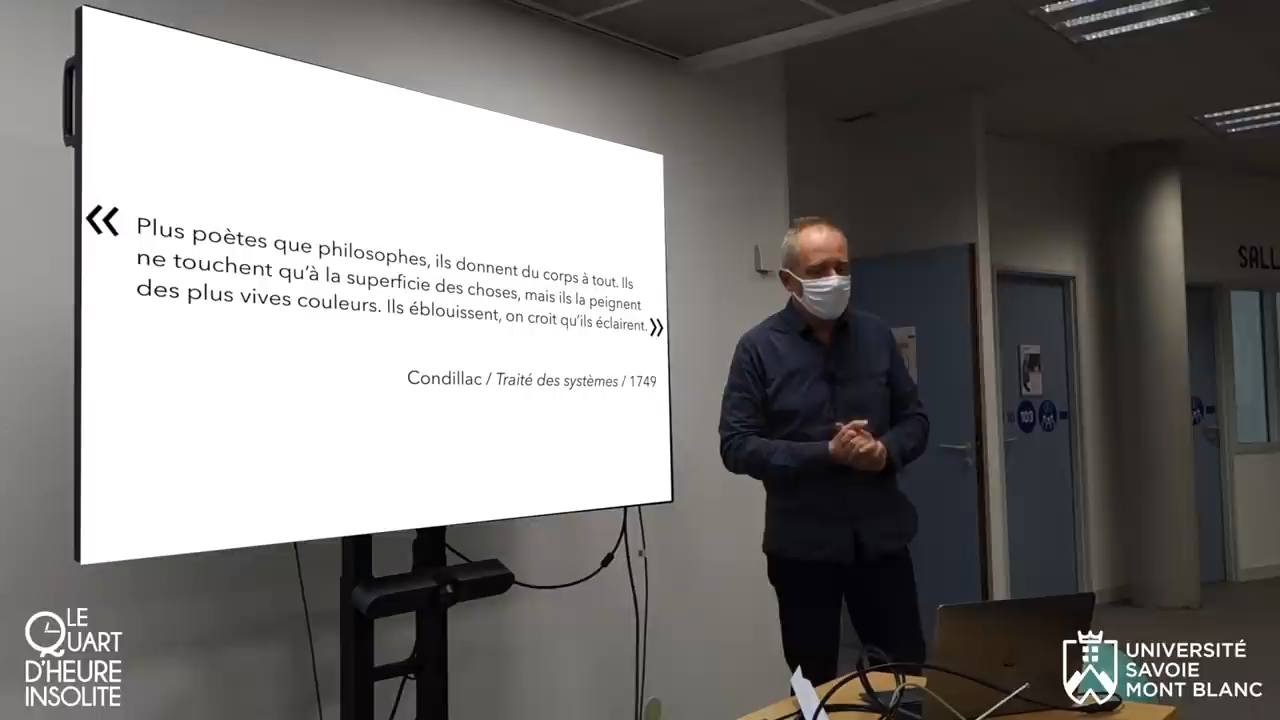 « Plus poètes que philosophes, ils donnent du corps à tout. Ils
ne touchent qu'à la superficie des choses, mais ils la peignent
des plus vives couleurs. Ils éblouissent, on croit qu'ils éclairent. »
Condillac / Traité des systèmes / 1749
SALL
103
LE
QUART
D'HEURE
INSOLITE
UNIVERSITÉ
SAVOIE
MONT BLANC